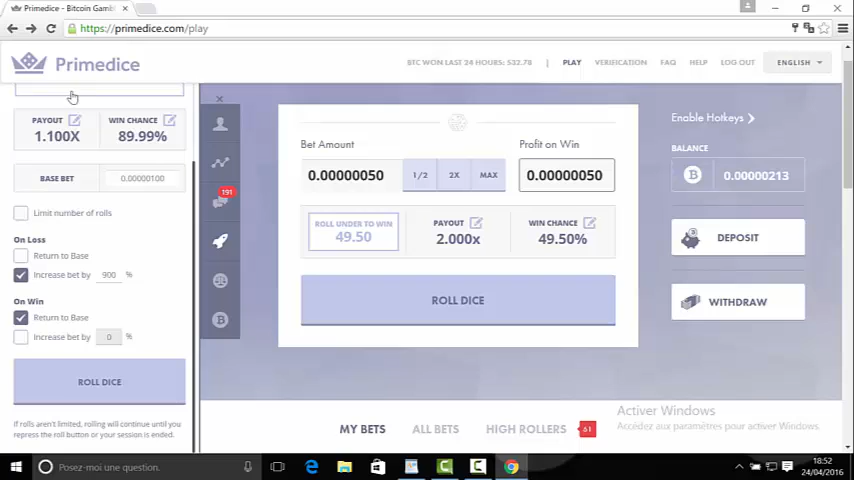 Primedice - Bitcoin Gamb
https://primedice.com/play
Primedice
BTC WON LAST 24 HOURS: 532.78
PLAY
VERIFICATION
FAQ
HELP
LOG OUT
ENGLISH
PAYOUT
1.100X
WIN CHANCE
89.99%
BASE BET
0.00000100
Limit number of rolls
On Loss
Return to Base
Increase bet by 900 %
On Win
Return to Base
Increase bet by 0 %
ROLL DICE
If rolls aren't limited, rolling will continue until you
repress the roll button or your session is ended.
191
Bet Amount
0.00000050
1/2
2X
MAX
Profit on Win
0.00000050
ROLL UNDER TO WIN
49.50
PAYOUT
2.000x
WIN CHANCE
49.50%
ROLL DICE
Enable Hotkeys
BALANCE
0.00000213
DEPOSIT
WITHDRAW
MY BETS
ALL BETS
HIGH ROLLERS
61
Activer Windows
Accédez aux paramètres pour activer Windows.
Posez-moi une question.
18:52
24/04/2016